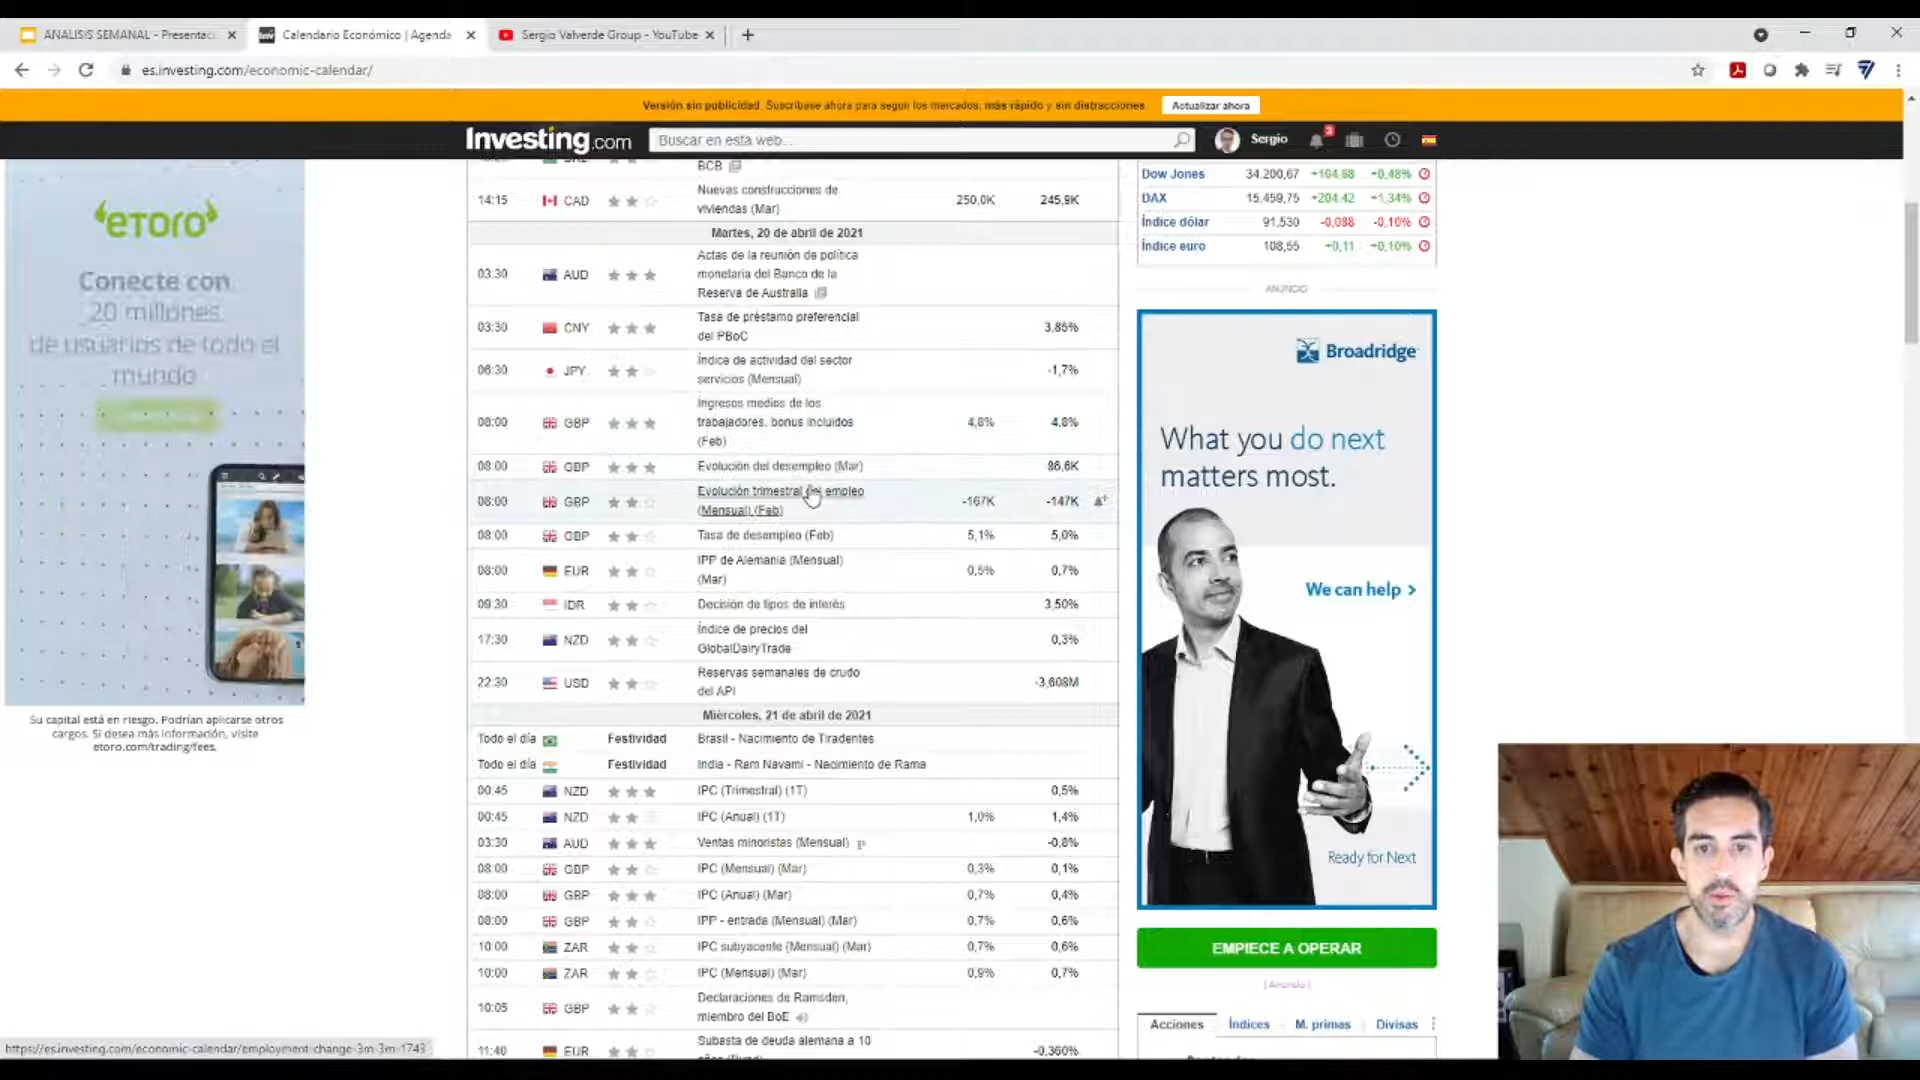 ANALISIS SEMANAL - Presentac
Calendario Económico | Agenda
Sergio Valverde Group - YouTube
es.investing.com/economic-calendar/
Versión sin publicidad. Suscríbase ahora para seguir los mercados, más rápido y sin distracciones
Actualizar ahora
Investing.com
Buscar en esta web...
Sergio
3
eTORO
Conecte con
20 millones
de usuarios de todo el
mundo
Su capital está en riesgo. Podrían aplicarse otros
cargos. Si desea más información, visite
etoro.com/trading/fees.
BCB
14:15 CAD Nuevas construcciones de
viviendas (Mar) 250,0K 245,9K
Martes, 20 de abril de 2021
03:30 AUD Actas de la reunión de política
monetaria del Banco de la
Reserva de Australia
03:30 CNY Tasa de préstamo preferencial
del PBoC 3,85%
06:30 JPY Índice de actividad del sector
servicios (Mensual) -1,7%
08:00 GBP Ingresos medios de los
trabajadores, bonus incluidos
(Feb) 4,8% 4,8%
08:00 GBP Evolución del desempleo (Mar) 86,6K
08:00 GBP Evolución trimestral del empleo
(Mensual) (Feb) -167K -147K
08:00 GBP Tasa de desempleo (Feb) 5,1% 5,0%
08:00 EUR IPP de Alemania (Mensual)
(Mar) 0,5% 0,7%
09:30 IDR Decisión de tipos de interés 3,50%
17:30 NZD Índice de precios del
GlobalDairyTrade 0,3%
22:30 USD Reservas semanales de crudo
del API -3,608M
Miércoles, 21 de abril de 2021
Todo el día Festividad Brasil - Nacimiento de Tiradentes
Todo el día Festividad India - Ram Navami - Nacimiento de Rama
00:45 NZD IPC (Trimestral) (1T) 0,5%
00:45 NZD IPC (Anual) (1T) 1,0% 1,4%
03:30 AUD Ventas minoristas (Mensual) P -0,8%
08:00 GBP IPC (Mensual) (Mar) 0,3% 0,1%
08:00 GBP IPC (Anual) (Mar) 0,7% 0,4%
08:00 GBP IPP - entrada (Mensual) (Mar) 0,7% 0,6%
10:00 ZAR IPC subyacente (Mensual) (Mar) 0,7% 0,6%
10:00 ZAR IPC (Mensual) (Mar) 0,9% 0,7%
10:05 GBP Declaraciones de Ramsden,
miembro del BoE
11:40 EUR Subasta de deuda alemana a 10
-0,360%
Dow Jones 34.200,67 +104,68 +0,48%
DAX 15.459,75 +204,42 +1,34%
Índice dólar 91,530 -0,088 -0,10%
Índice euro 108,55 +0,11 +0,10%
ANUNCIO
Broadridge
What you do next
matters most.
We can help >
Ready for Next
EMPIECE A OPERAR
| Anuncio |
Acciones Índices M. primas Divisas
https://es.investing.com/economic-calendar/employment-change-3m-3m-1743